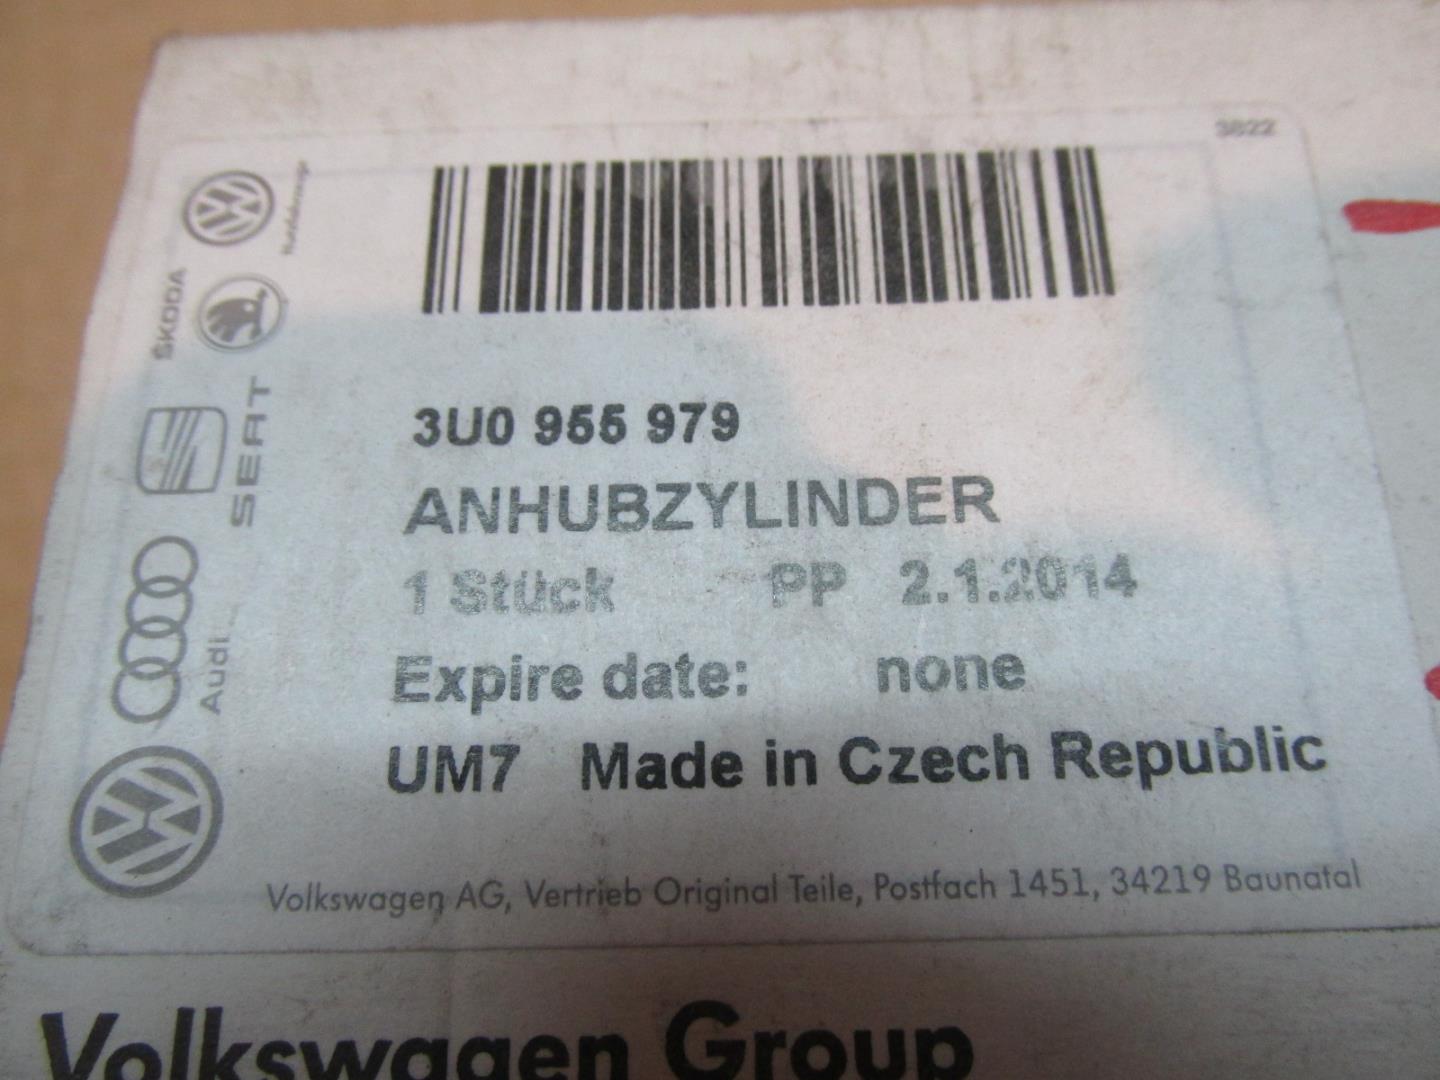 3822
ŠKODA
SEAT
Audi
3U0 955 979
ANHUBZYLINDER
1 Stück PP 2.1.2014
Expire date: none
UM7 Made in Czech Republic
Volkswagen AG, Vertrieb Original Teile, Postfach 1451, 34219 Baunatal
Volkswagen Group